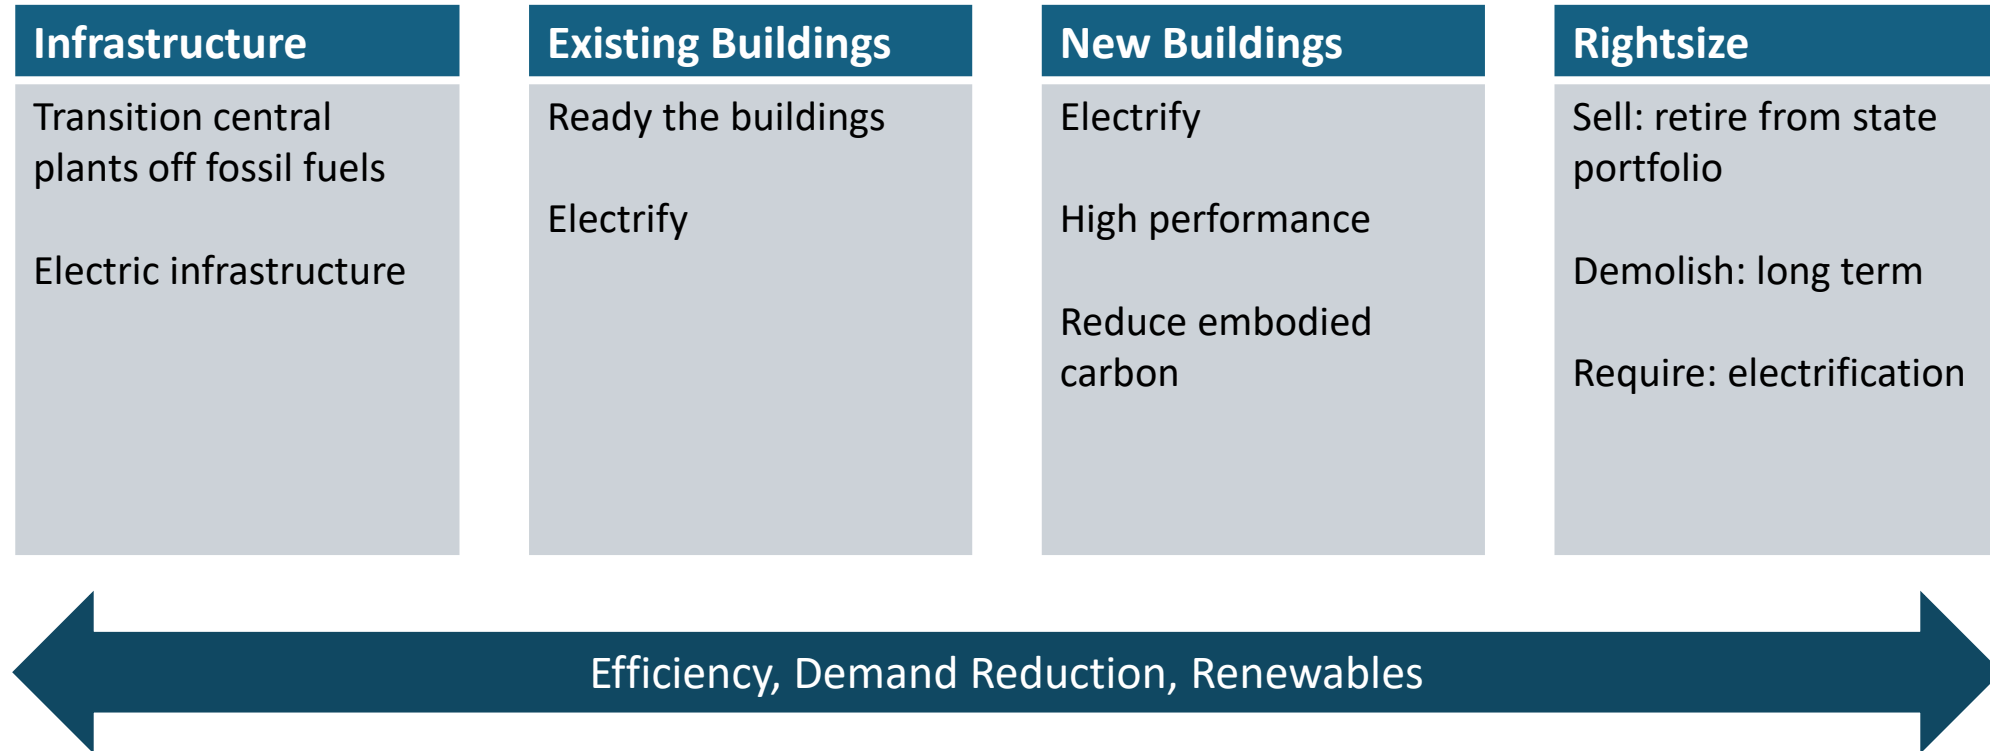 Infrastructure
Transition central
plants off fossil fuels
Electric infrastructure
Existing Buildings
Ready the buildings
Electrify
New Buildings
Electrify
High performance
Reduce embodied
carbon
Rightsize
Sell: retire from state
portfolio
Demolish: long term
Require: electrification
Efficiency, Demand Reduction, Renewables